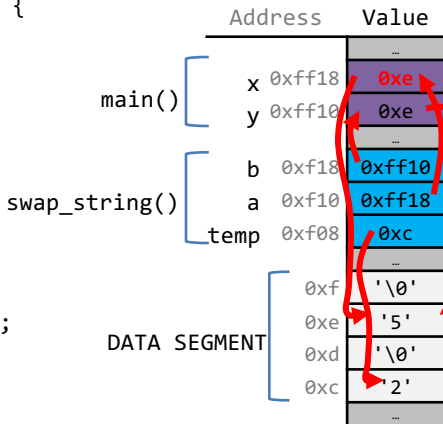 {
Address Value
…
x 0xff18 0xe
main()
y 0xff10 0xe
…
b 0xf18 0xff10
swap_string() a 0xf10 0xff18
temp 0xf08 0xc
…
0xf '\0'
; 0xe '5'
DATA SEGMENT 0xd '\0'
0xc '2'
…